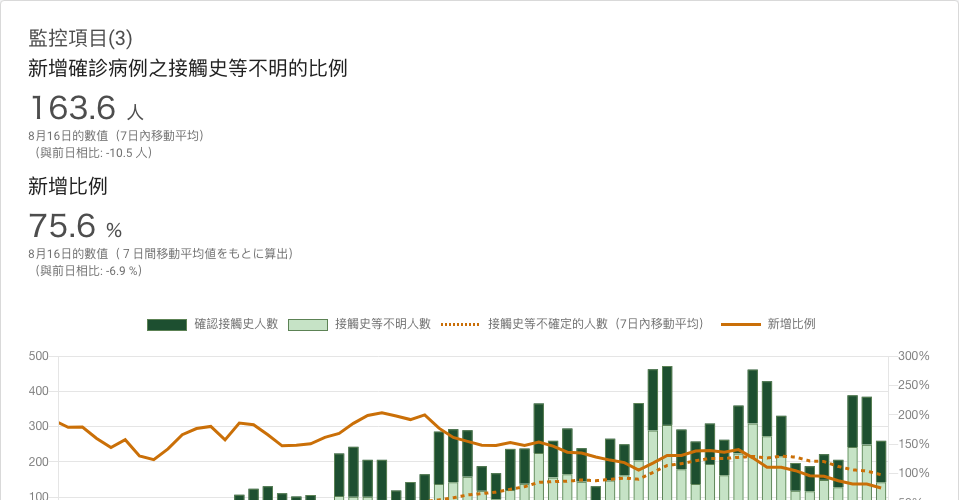 監控項目(3)
新增確診病例之接觸史等不明的比例
163.6 人
8月16日的數值（7日內移動平均）
（與前日相比: -10.5 人）
新增比例
75.6 %
8月16日的數值（７日間移動平均値をもとに算出）
（與前日相比: -6.9 %）
確認接觸史人數 接觸史等不明人數 接觸史等不確定的人數（7日內移動平均） 新增比例
500 300%
250%
400
300 200%
150%
200
100%
100